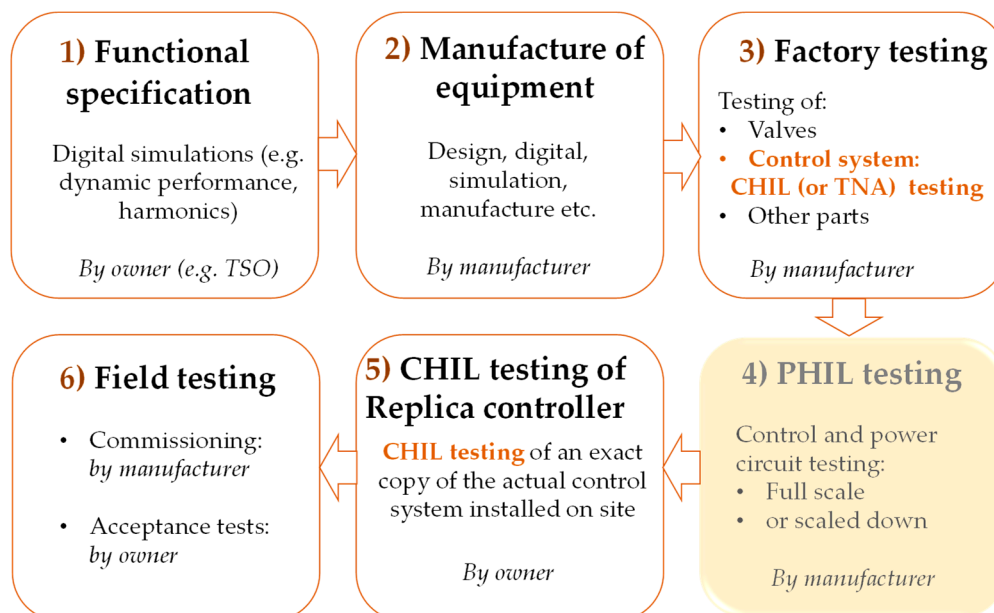 1) Functional
specification
Digital simulations (e.g.
dynamic performance,
harmonics)
By owner (e.g. TSO)
2) Manufacture of
equipment
Design, digital,
simulation,
manufacture etc.
By manufacturer
3) Factory testing
Testing of:
• Valves
• Control system:
CHIL (or TNA) testing
• Other parts
By manufacturer
4) PHIL testing
Control and power
circuit testing:
• Full scale
• or scaled down
By manufacturer
5) CHIL testing of
Replica controller
CHIL testing of an exact
copy of the actual control
system installed on site
By owner
6) Field testing
• Commissioning:
by manufacturer
• Acceptance tests:
by owner